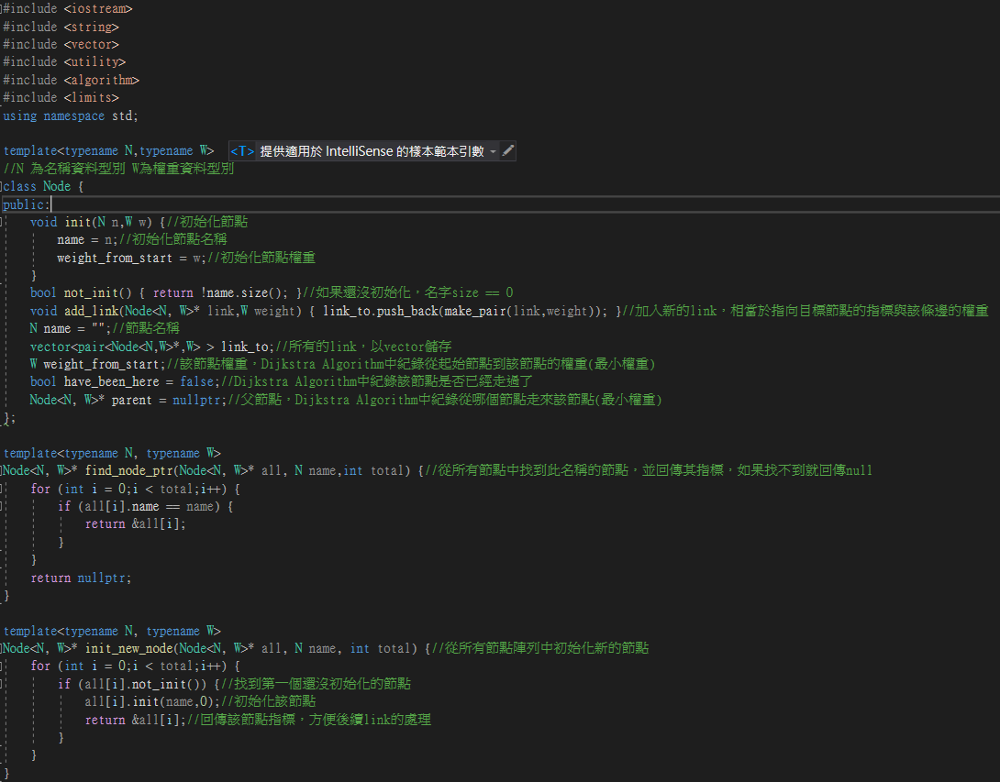 #include <iostream>
#include <string>
#include <vector>
#include <utility>
#include <algorithm>
#include <limits>
using namespace std;
template<typename N,typename W> <T> 提供適用於 IntelliSense 的樣本範本引數
//N 為名稱資料型別 W為權重資料型別
class Node {
public:
void init(N n,W w) {//初始化節點
name = n;//初始化節點名稱
weight_from_start = w;//初始化節點權重
}
bool not_init() { return !name.size(); }//如果還沒初始化，名字size == 0
void add_link(Node<N, W>* link,W weight) { link_to.push_back(make_pair(link,weight)); }//加入新的link，相當於指向目標節點的指標與該條邊的權重
N name = "";//節點名稱
vector<pair<Node<N,W>*,W> > link_to;//所有的link，以vector儲存
W weight_from_start;//該節點權重，Dijkstra Algorithm中紀錄從起始節點到該節點的權重(最小權重)
bool have_been_here = false;//Dijkstra Algorithm中紀錄該節點是否已經走過了
Node<N, W>* parent = nullptr;//父節點，Dijkstra Algorithm中紀錄從哪個節點走來該節點(最小權重)
};
template<typename N, typename W>
Node<N, W>* find_node_ptr(Node<N, W>* all, N name,int total) {//從所有節點中找到此名稱的節點，並回傳其指標，如果找不到就回傳null
for (int i = 0;i < total;i++) {
if (all[i].name == name) {
return &all[i];
}
}
return nullptr;
}
template<typename N, typename W>
Node<N, W>* init_new_node(Node<N, W>* all, N name, int total) {//從所有節點陣列中初始化新的節點
for (int i = 0;i < total;i++) {
if (all[i].not_init()) {//找到第一個還沒初始化的節點
all[i].init(name,0);//初始化該節點
return &all[i];//回傳該節點指標，方便後續link的處理
}
}
}